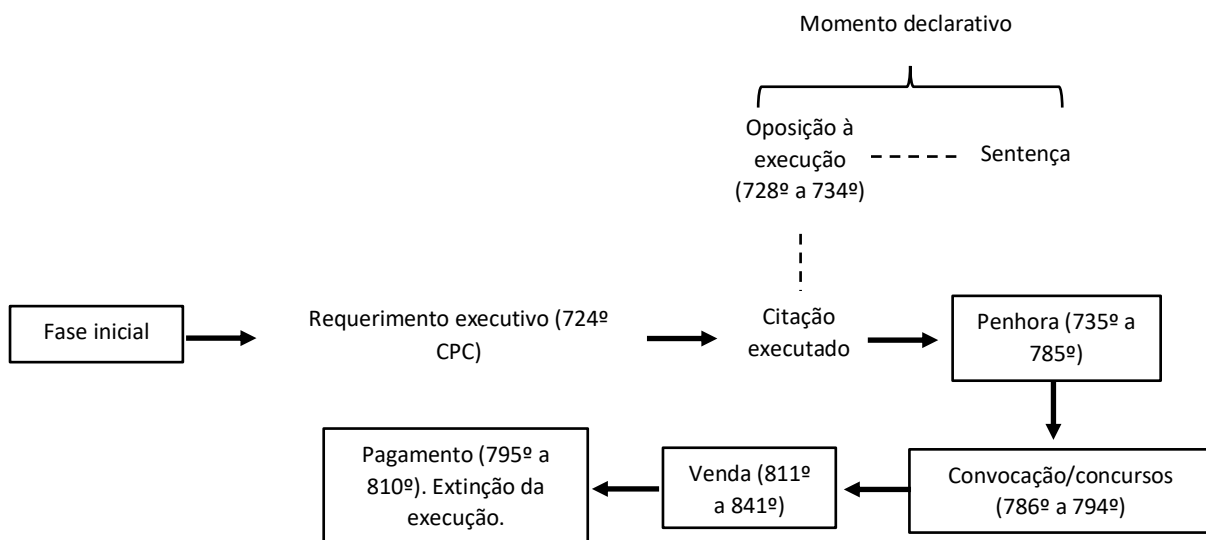 Momento declarativo
Oposição à
execução
(728º a 734º)
Sentença
Fase inicial
Requerimento executivo (724º
CPC)
Citação
executado
Penhora (735º a
785º)
Pagamento (795º a
810º). Extinção da
execução.
Venda (811º
a 841º)
Convocação/concursos
(786º a 794º)